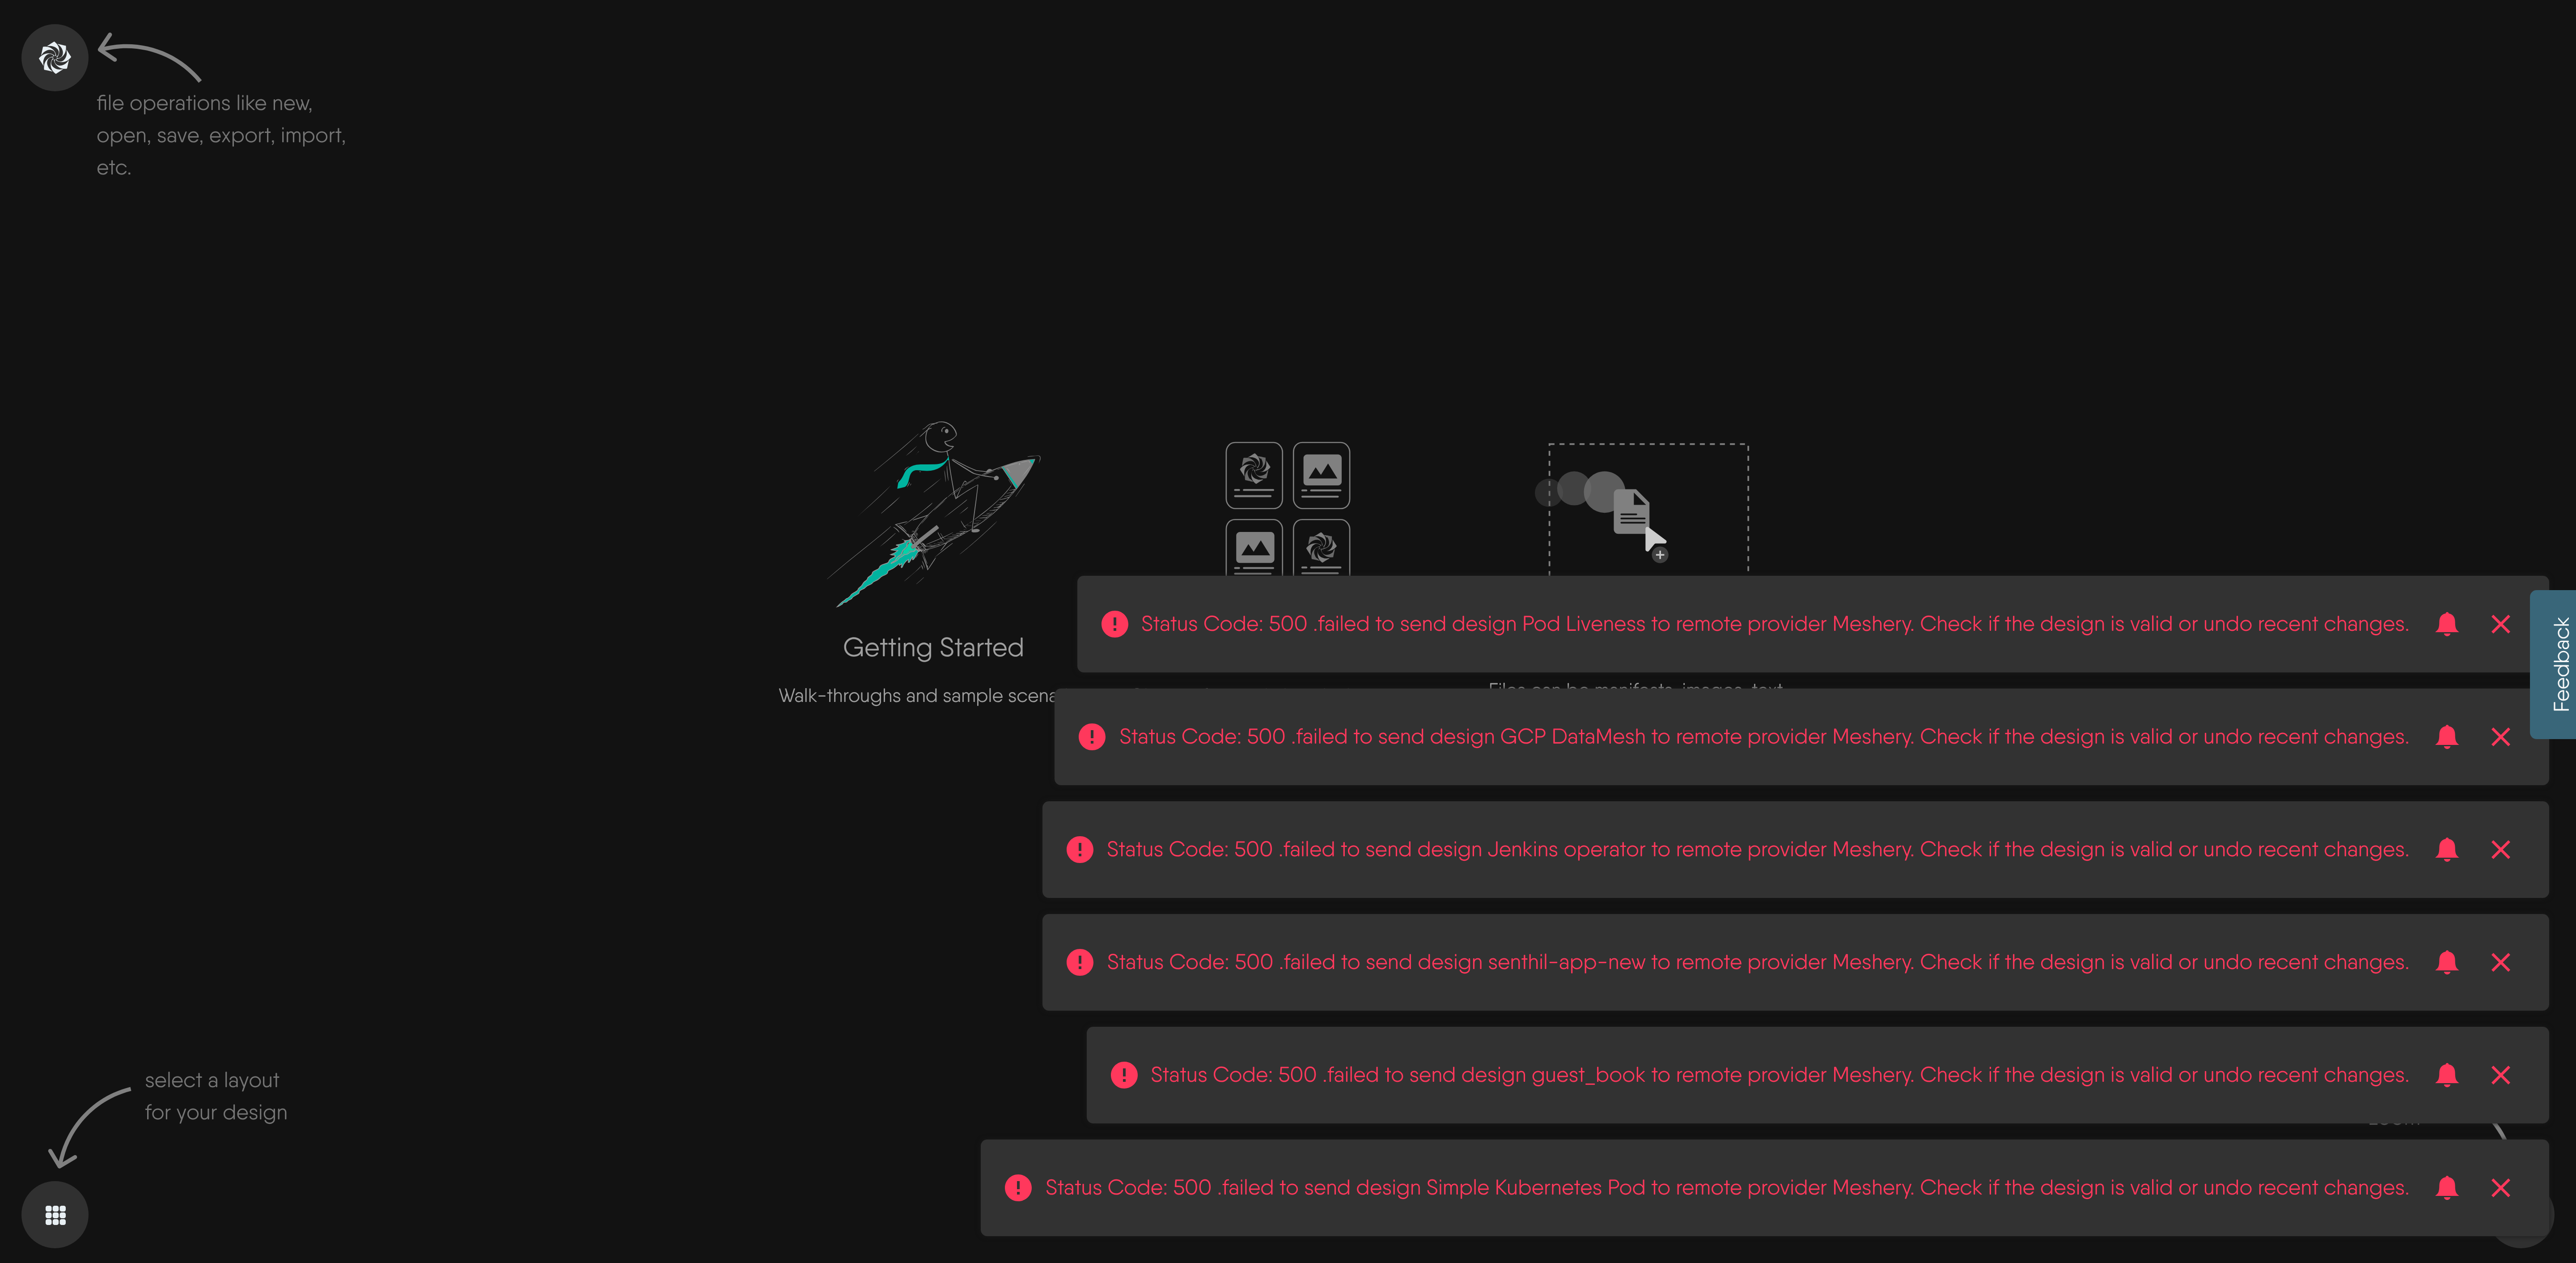 file operations like new,
open, save, export, import,
etc.
Getting Started
Walk-throughs and sample
Status Code: 500 .failed to send design Pod Liveness to remote provider Meshery. Check if the design is valid or undo recent changes.
Feedback
Files can be manifests, images, text
Status Code: 500 .failed to send design GCP DataMesh to remote provider Meshery. Check if the design is valid or undo recent changes.
Status Code: 500 .failed to send design Jenkins operator to remote provider Meshery. Check if the design is valid or undo recent changes.
Status Code: 500 .failed to send design senthil-app-new to remote provider Meshery. Check if the design is valid or undo recent changes.
select a layout
for your design
Status Code: 500 .failed to send design guest_book to remote provider Meshery. Check if the design is valid or undo recent changes.
Status Code: 500 .failed to send design Simple Kubernetes Pod to remote provider Meshery. Check if the design is valid or undo recent changes.